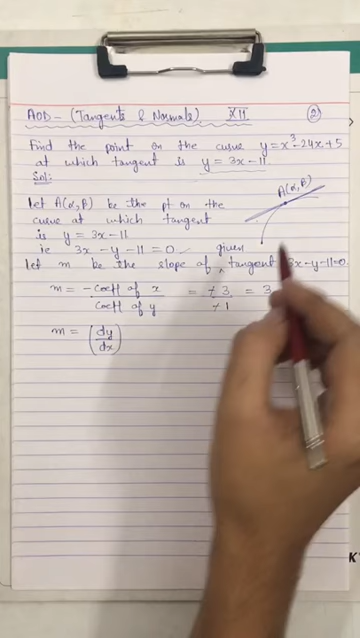 AOD - (Tangents & Normals) XII (2)
Find the point on the curve y = x³ - 24x + 5
at which tangent is y = 3x - 11
Sol:
A(α, β)
Let A(α, β) be the pt on the
curve at which tangent
is y = 3x - 11
ie 3x - y - 11 = 0. given
Let m be the slope of ^ tangent 3x - y - 11 = 0.
m = - Coeff of x / Coeff of y = -3 / -1 = 3
m = (dy/dx)